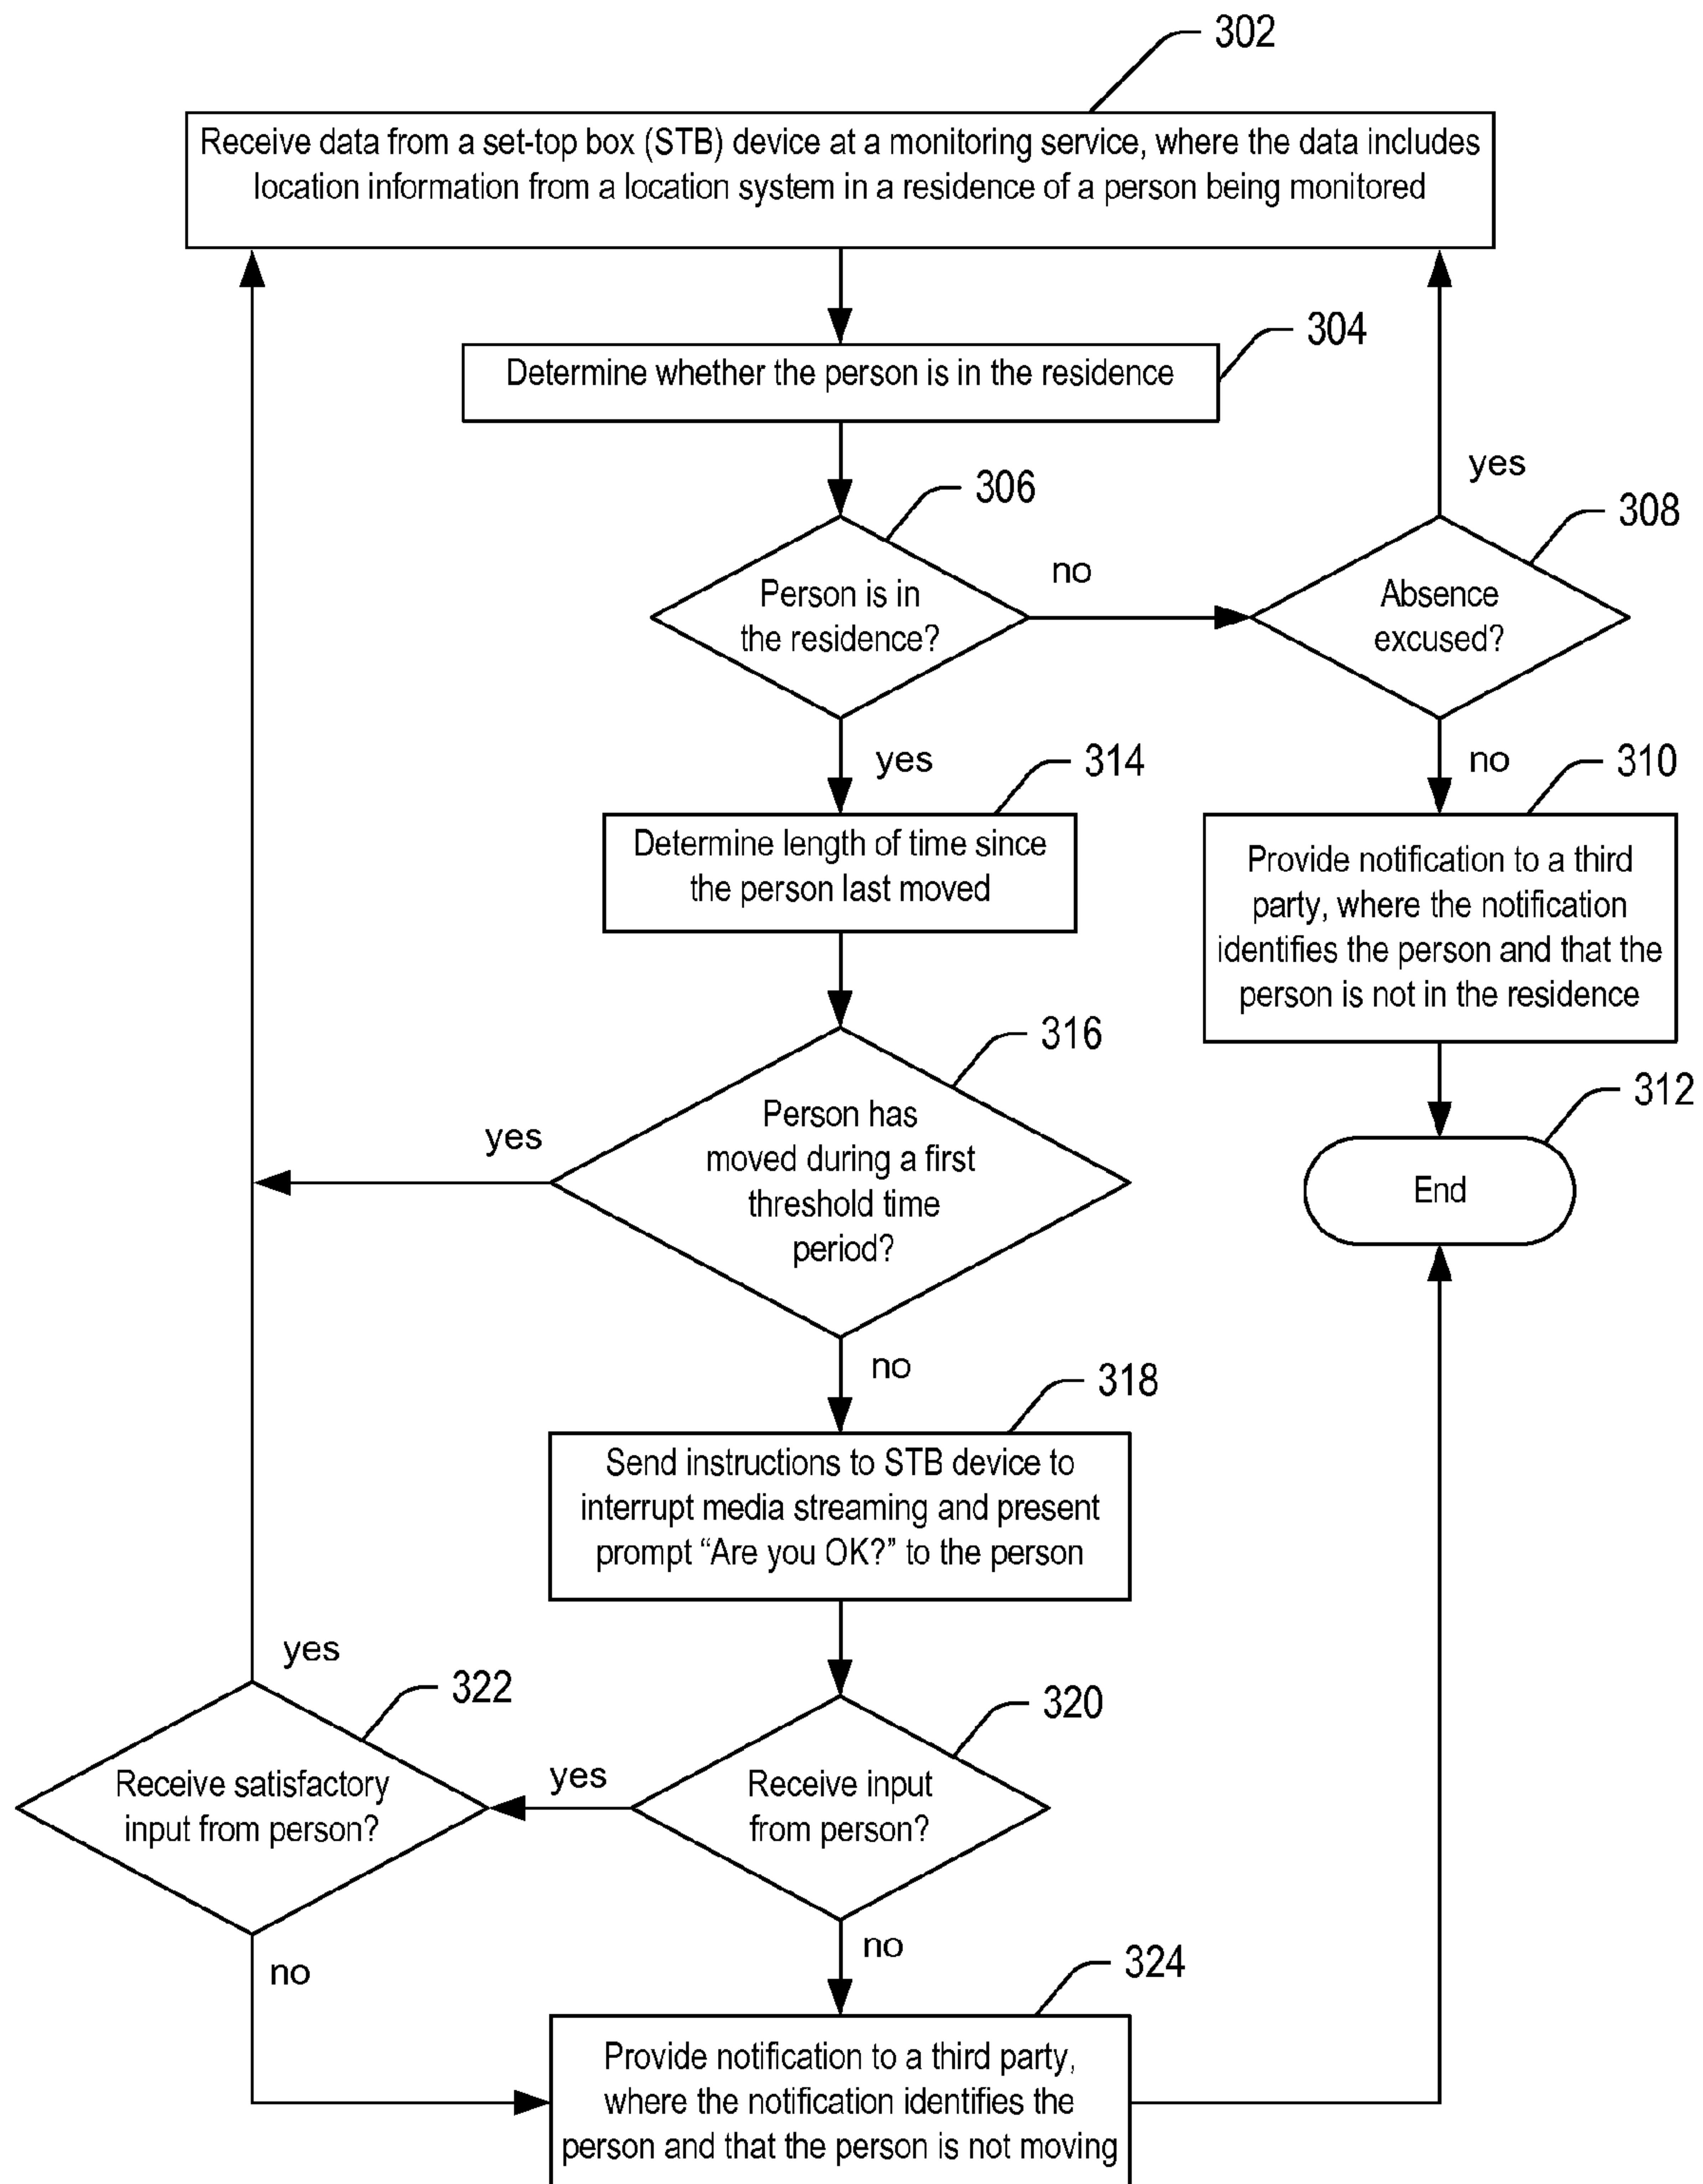 302
Receive data from a set-top box (STB) device at a monitoring service, where the data includes
location information from a location system in a residence of a person being monitored
304
Determine whether the person is in the residence
306
Person is in
the residence?
no
yes
308
Absence
excused?
yes
no
310
Provide notification to a third
party, where the notification
identifies the person and that the
person is not in the residence
312
End
314
Determine length of time since
the person last moved
316
Person has
moved during a first
threshold time
period?
yes
no
318
Send instructions to STB device to
interrupt media streaming and present
prompt “Are you OK?” to the person
320
Receive input
from person?
yes
no
322
Receive satisfactory
input from person?
yes
no
324
Provide notification to a third party,
where the notification identifies the
person and that the person is not moving